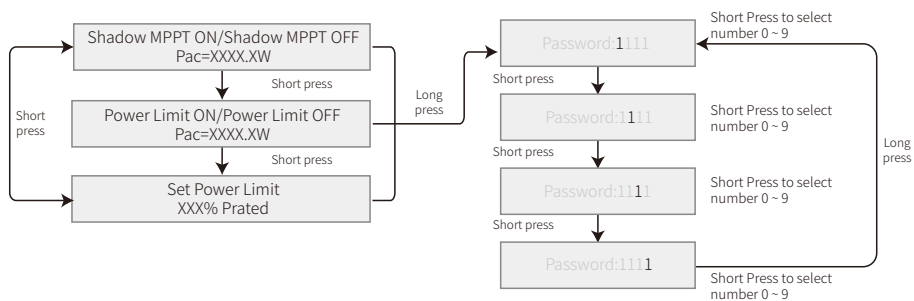 Shadow MPPT ON/Shadow MPPT OFF
Pac=XXXX.XW
Short press
Power Limit ON/Power Limit OFF
Pac=XXXX.XW
Short press
Set Power Limit
XXX% Prated
Short
press
Long
press
Password:1111
Short Press to select
number 0 ~ 9
Short press
Password:1111
Short Press to select
number 0 ~ 9
Short press
Password:1111
Short Press to select
number 0 ~ 9
Short press
Password:1111
Short Press to select
number 0 ~ 9
Long
press